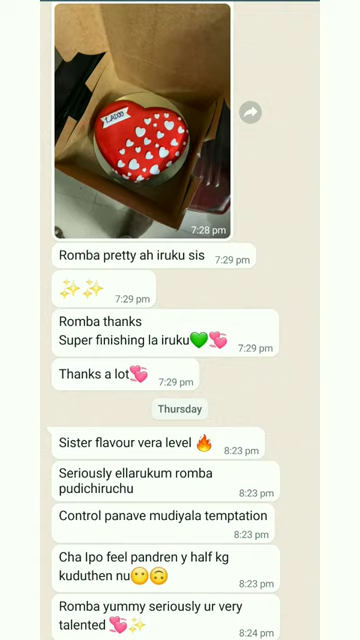 LADOO
7:28 pm
Romba pretty ah iruku sis 7:29 pm
✨✨ 7:29 pm
Romba thanks
Super finishing la iruku💚💞 7:29 pm
Thanks a lot💞 7:29 pm
Thursday
Sister flavour vera level 🔥 8:23 pm
Seriously ellarukum romba
pudichiruchu 8:23 pm
Control panave mudiyala temptation
8:23 pm
Cha Ipo feel pandren y half kg
kuduthen nu😶🙃 8:23 pm
Romba yummy seriously ur very
talented 💞✨ 8:24 pm